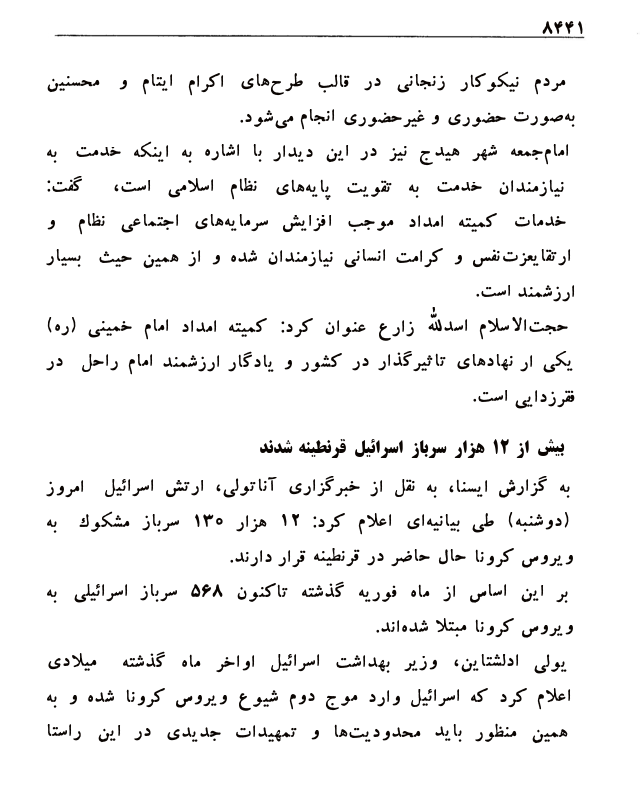 ۸۴۴۱
مردم نیکوکار زنجانی در قالب طرح‌های اکرام ایتام و محسنین
به‌صورت حضوری و غیرحضوری انجام می‌شود.
امام‌جمعه شهر هیدج نیز در این دیدار با اشاره به اینکه خدمت به
نیازمندان خدمت به تقویت پایه‌های نظام اسلامی است، گفت:
خدمات کمیته امداد موجب افزایش سرمایه‌های اجتماعی نظام و
ارتقایعزت‌نفس و کرامت انسانی نیازمندان شده و از همین حیث بسیار
ارزشمند است.
حجت‌الاسلام اسدلله زارع عنوان کرد: کمیته امداد امام خمینی (ره)
یکی ار نهادهای تاثیرگذار در کشور و یادگار ارزشمند امام راحل در
فقرزدایی است.
بیش از ۱۲ هزار سرباز اسرائیل قرنطینه شدند
به گزارش ایسنا، به نقل از خبرگزاری آناتولی، ارتش اسرائیل امروز
(دوشنبه) طی بیانیه‌ای اعلام کرد: ۱۲ هزار ۱۳۰ سرباز مشکوك به
ویروس کرونا حال حاضر در قرنطینه قرار دارند.
بر این اساس از ماه فوریه گذشته تاکنون ۵۶۸ سرباز اسرائیلی به
ویروس کرونا مبتلا شده‌اند.
یولی ادلشتاین، وزیر بهداشت اسرائیل اواخر ماه گذشته میلادی
اعلام کرد که اسرائیل وارد موج دوم شیوع ویروس کرونا شده و به
همین منظور باید محدودیت‌ها و تمهیدات جدیدی در این راستا